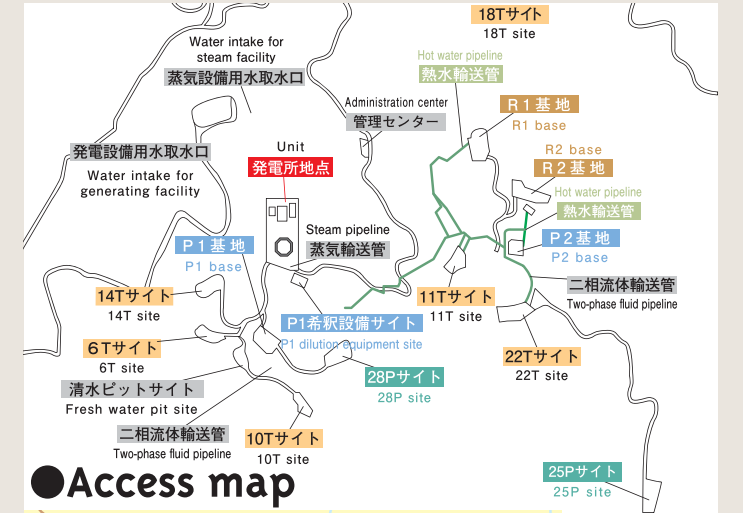 18Tサイト
18T site
Water intake for
steam facility
蒸気設備用水取水口
Hot water pipeline
熱水輸送管
Administration center
管理センター
R1基地
R1 base
発電設備用水取水口
Water intake for
generating facility
Unit
発電所地点
R2 base
R2基地
Hot water pipeline
熱水輸送管
Steam pipeline
蒸気輸送管
P1基地
P1 base
P2基地
P2 base
14Tサイト
14T site
11Tサイト
11T site
二相流体輸送管
Two-phase fluid pipeline
P1希釈設備サイト
P1 dilution equipment site
6Tサイト
6T site
22Tサイト
22T site
28Pサイト
28P site
清水ピットサイト
Fresh water pit site
二相流体輸送管
Two-phase fluid pipeline
10Tサイト
10T site
25Pサイト
25P site
●Access map